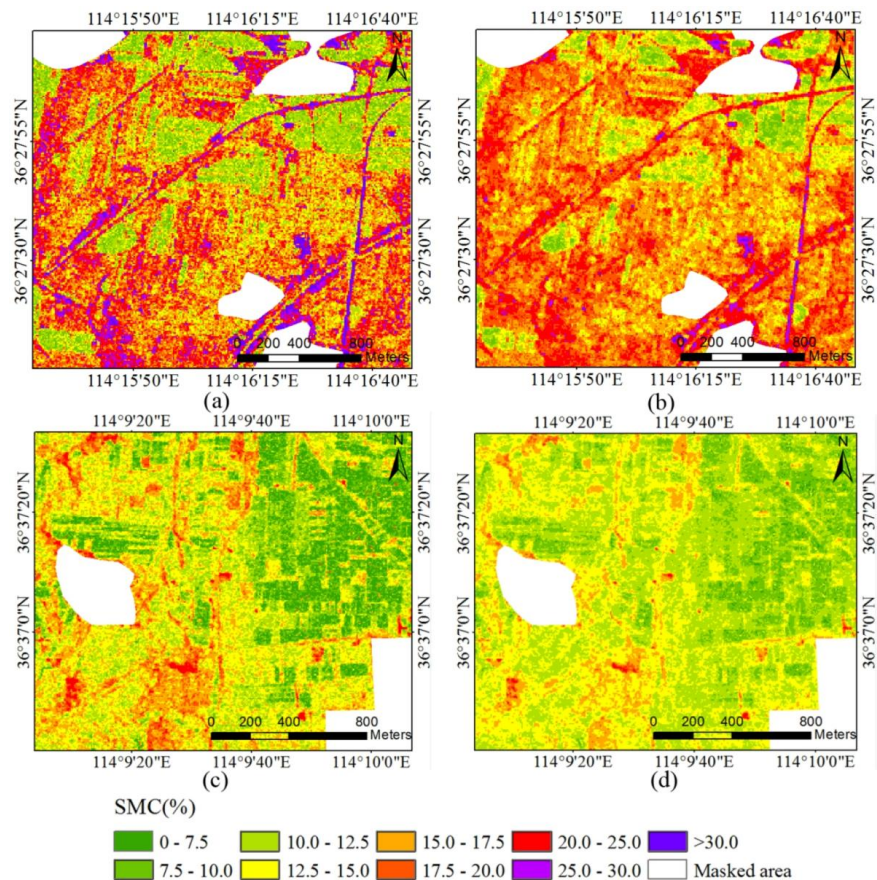 114°15'50"E 114°16'15"E 114°16'40"E
114°15'50"E 114°16'15"E 114°16'40"E
N
N
36°27'55"N
36°27'30"N
36°27'55"N
36°27'30"N
36°27'55"N
36°27'30"N
36°27'55"N
36°27'30"N
0 200 400 800
Meters
0 200 400 800
Meters
114°15'50"E 114°16'15"E 114°16'40"E
114°15'50"E 114°16'15"E 114°16'40"E
(a)
(b)
114°9'20"E 114°9'40"E 114°10'0"E
114°9'20"E 114°9'40"E 114°10'0"E
N
N
36°37'20"N
36°37'0"N
36°37'20"N
36°37'0"N
36°37'20"N
36°37'0"N
36°37'20"N
36°37'0"N
0 200 400 800
Meters
0 200 400 800
Meters
114°9'20"E 114°9'40"E 114°10'0"E
114°9'20"E 114°9'40"E 114°10'0"E
(c)
(d)
SMC(%)
0 - 7.5 10.0 - 12.5 15.0 - 17.5 20.0 - 25.0 >30.0
7.5 - 10.0 12.5 - 15.0 17.5 - 20.0 25.0 - 30.0 Masked area